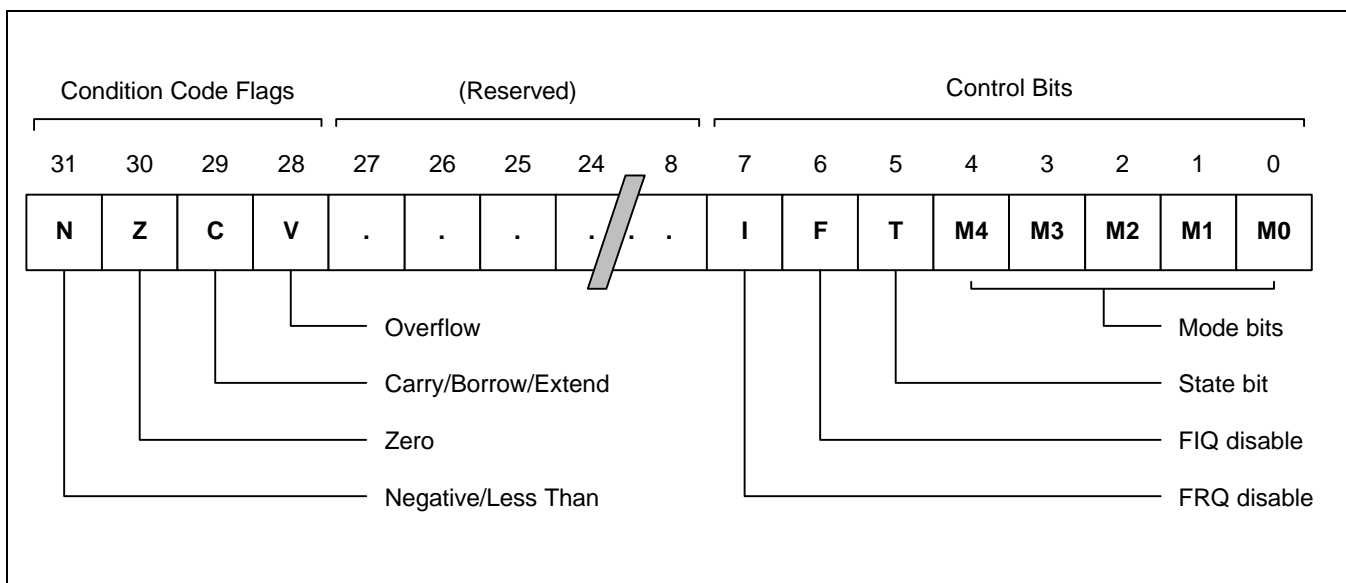 Condition Code Flags (Reserved) Control Bits
31 30 29 28 27 26 25 24 8 7 6 5 4 3 2 1 0
N Z C V . . . . . . I F T M4 M3 M2 M1 M0
Overflow Mode bits
Carry/Borrow/Extend State bit
Zero FIQ disable
Negative/Less Than FRQ disable